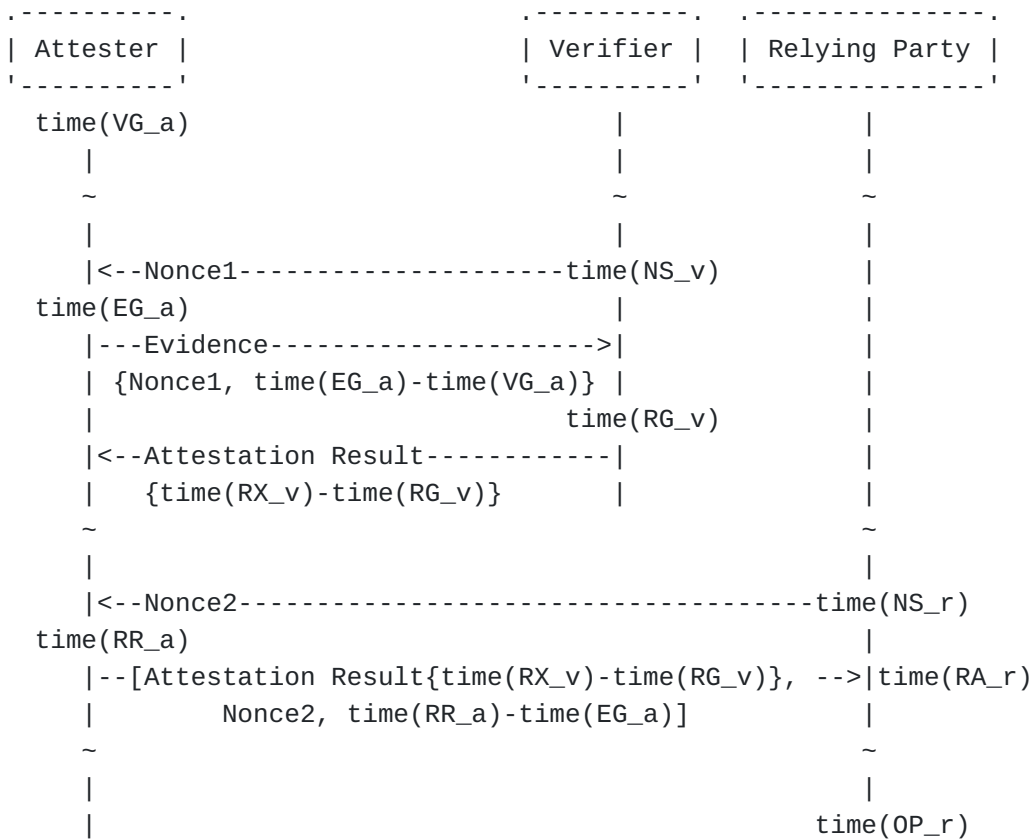 .----------.                     .----------.  .---------------.
| Attester |                     | Verifier |  | Relying Party |
'----------'                     '----------'  '---------------'
  time(VG_a)                           |               |
     |                                 |               |
     ~                                 ~               ~
     |                                 |               |
     |<--Nonce1---------------------time(NS_v)         |
  time(EG_a)                           |               |
     |---Evidence--------------------->|               |
     | {Nonce1, time(EG_a)-time(VG_a)} |               |
     |                              time(RG_v)         |
     |<--Attestation Result------------|               |
     |   {time(RX_v)-time(RG_v)}       |               |
     ~                                                 ~
     |                                                 |
     |<--Nonce2-------------------------------------time(NS_r)
  time(RR_a)                                           |
     |--[Attestation Result{time(RX_v)-time(RG_v)}, -->|time(RA_r)
     |        Nonce2, time(RR_a)-time(EG_a)]           |
     ~                                                 ~
     |                                                 |
     |                                              time(OP_r)